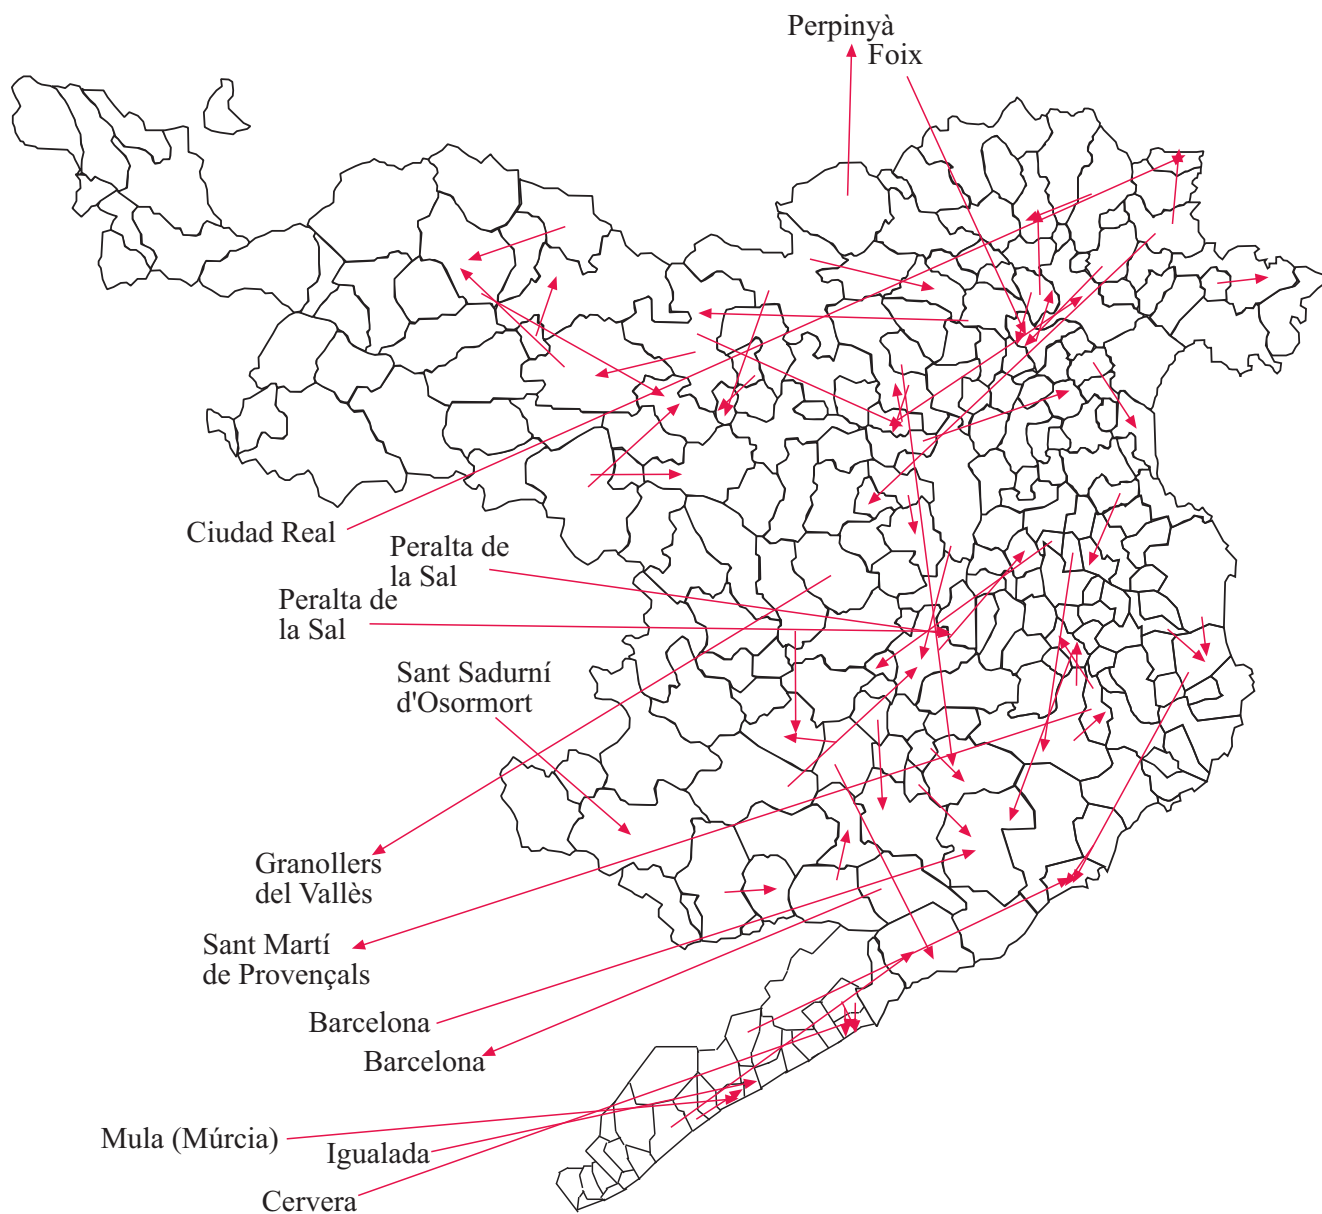 Perpinyà
Foix
Ciudad Real
Peralta de
la Sal
Peralta de
la Sal
Sant Sadurní
d'Osormort
Granollers
del Vallès
Sant Martí
de Provençals
Barcelona
Barcelona
Mula (Múrcia)
Igualada
Cervera